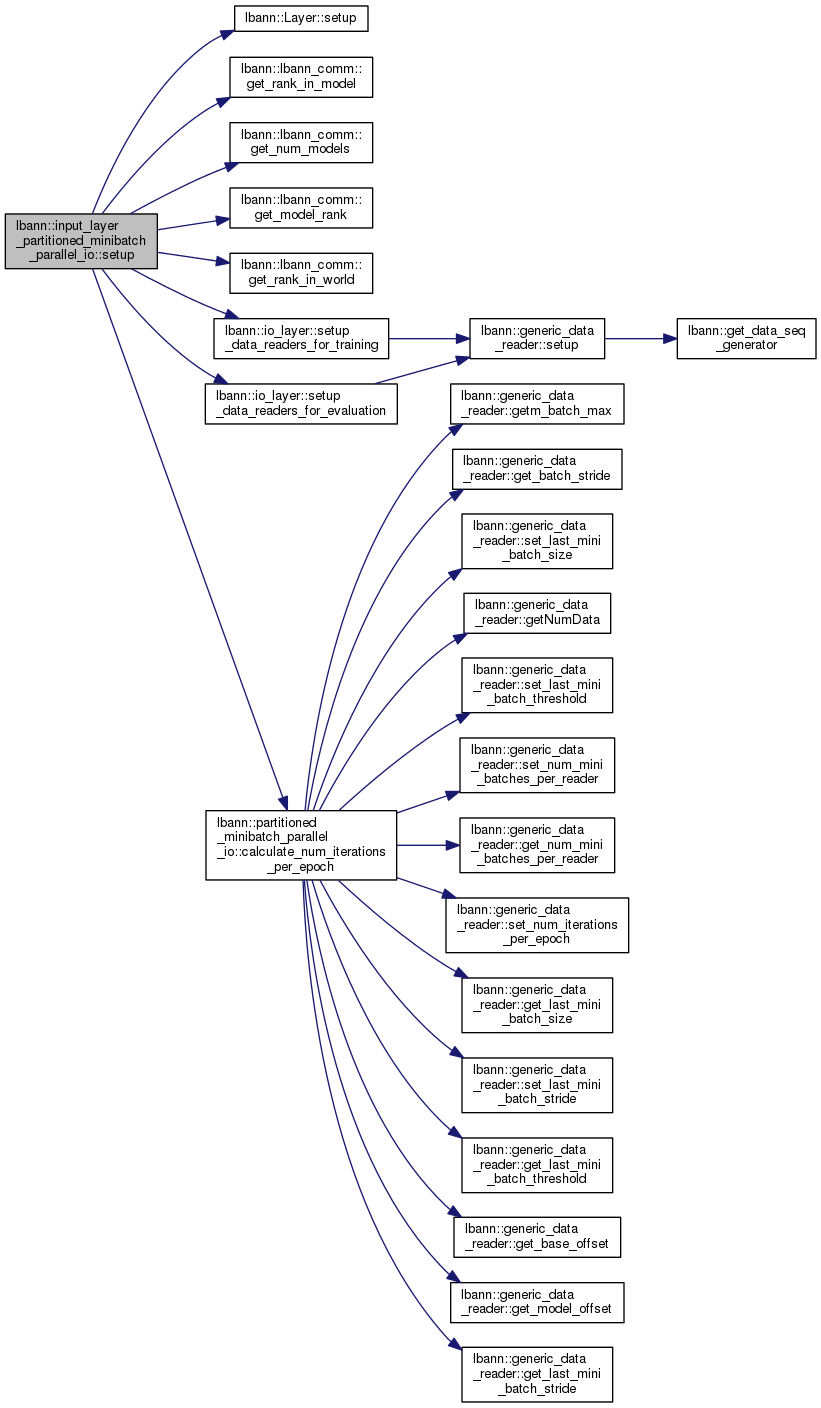 lbann::Layer::setup
lbann::lbann_comm::
get_rank_in_model
lbann::lbann_comm::
get_num_models
lbann::lbann_comm::
get_model_rank
lbann::input_layer
_partitioned_minibatch
_parallel_io::setup
lbann::lbann_comm::
get_rank_in_world
lbann::io_layer::setup
_data_readers_for_training
lbann::generic_data
_reader::setup
lbann::get_data_seq
_generator
lbann::io_layer::setup
_data_readers_for_evaluation
lbann::generic_data
_reader::getm_batch_max
lbann::generic_data
_reader::get_batch_stride
lbann::generic_data
_reader::set_last_mini
_batch_size
lbann::generic_data
_reader::getNumData
lbann::generic_data
_reader::set_last_mini
_batch_threshold
lbann::generic_data
_reader::set_num_mini
_batches_per_reader
lbann::partitioned
_minibatch_parallel
_io::calculate_num_iterations
_per_epoch
lbann::generic_data
_reader::get_num_mini
_batches_per_reader
lbann::generic_data
_reader::set_num_iterations
_per_epoch
lbann::generic_data
_reader::get_last_mini
_batch_size
lbann::generic_data
_reader::set_last_mini
_batch_stride
lbann::generic_data
_reader::get_last_mini
_batch_threshold
lbann::generic_data
_reader::get_base_offset
lbann::generic_data
_reader::get_model_offset
lbann::generic_data
_reader::get_last_mini
_batch_stride